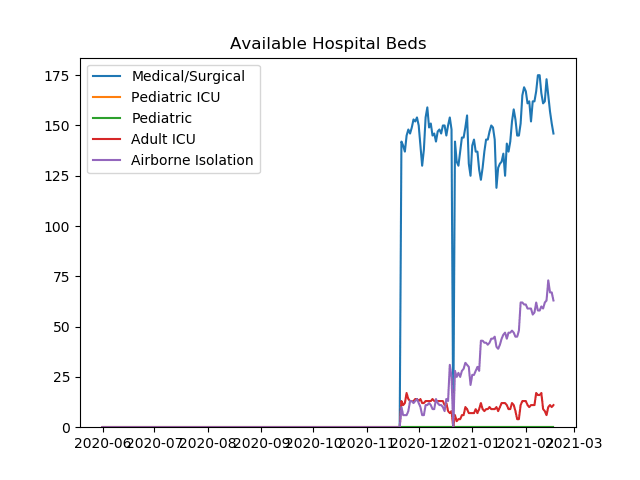 Available Hospital Beds
Medical/Surgical
Pediatric ICU
Pediatric
Adult ICU
Airborne Isolation
175
150
125
100
75
50
25
0
2020-06 2020-07 2020-08 2020-09 2020-10 2020-11 2020-12 2021-01 2021-02 2021-03